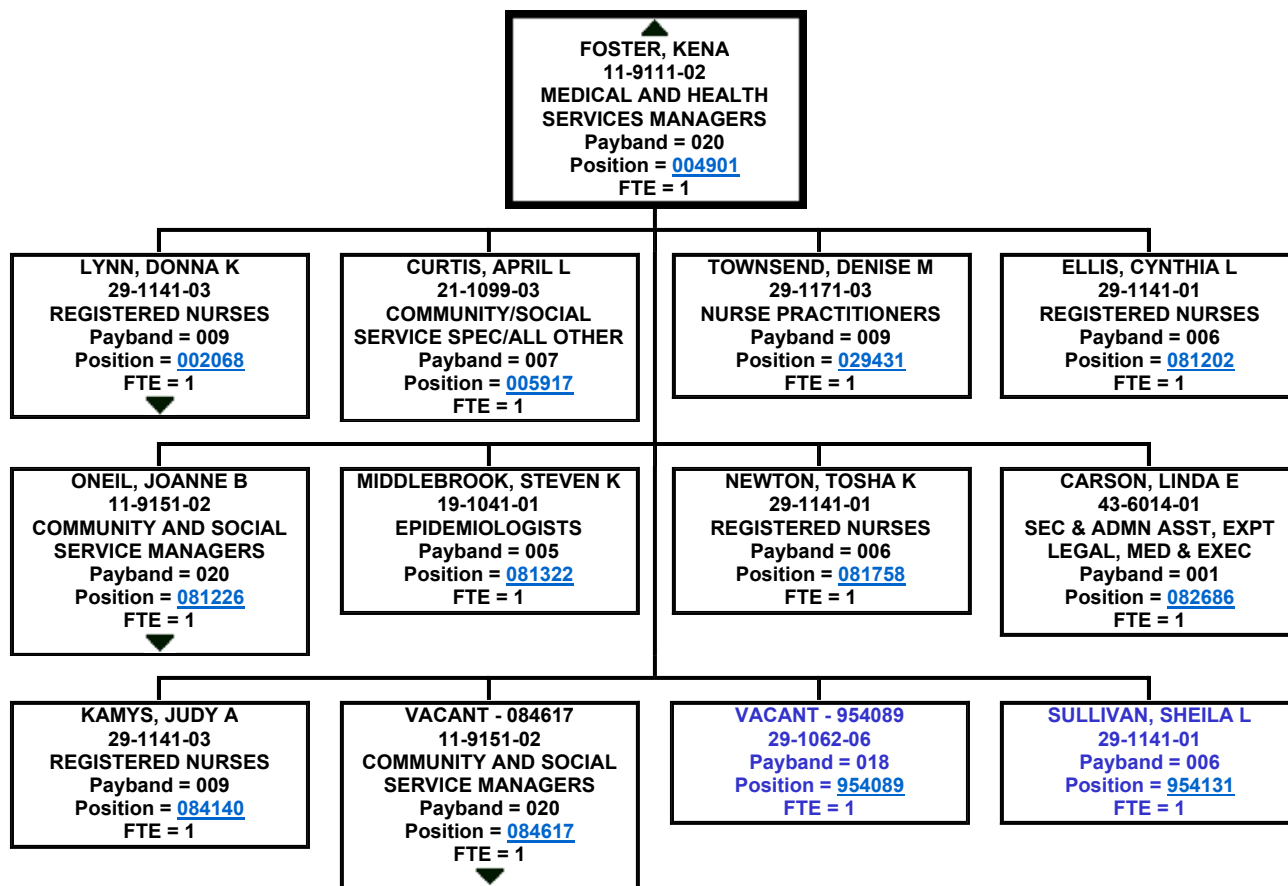 FOSTER, KENA
11-9111-02
MEDICAL AND HEALTH
SERVICES MANAGERS
Payband = 020
Position = 004901
FTE = 1
LYNN, DONNA K
29-1141-03
REGISTERED NURSES
Payband = 009
Position = 002068
FTE = 1
CURTIS, APRIL L
21-1099-03
COMMUNITY/SOCIAL
SERVICE SPEC/ALL OTHER
Payband = 007
Position = 005917
FTE = 1
TOWNSEND, DENISE M
29-1171-03
NURSE PRACTITIONERS
Payband = 009
Position = 029431
FTE = 1
ELLIS, CYNTHIA L
29-1141-01
REGISTERED NURSES
Payband = 006
Position = 081202
FTE = 1
ONEIL, JOANNE B
11-9151-02
COMMUNITY AND SOCIAL
SERVICE MANAGERS
Payband = 020
Position = 081226
FTE = 1
MIDDLEBROOK, STEVEN K
19-1041-01
EPIDEMIOLOGISTS
Payband = 005
Position = 081322
FTE = 1
NEWTON, TOSHA K
29-1141-01
REGISTERED NURSES
Payband = 006
Position = 081758
FTE = 1
CARSON, LINDA E
43-6014-01
SEC & ADMN ASST, EXPT
LEGAL, MED & EXEC
Payband = 001
Position = 082686
FTE = 1
KAMYS, JUDY A
29-1141-03
REGISTERED NURSES
Payband = 009
Position = 084140
FTE = 1
VACANT - 084617
11-9151-02
COMMUNITY AND SOCIAL
SERVICE MANAGERS
Payband = 020
Position = 084617
FTE = 1
VACANT - 954089
29-1062-06
Payband = 018
Position = 954089
FTE = 1
SULLIVAN, SHEILA L
29-1141-01
Payband = 006
Position = 954131
FTE = 1